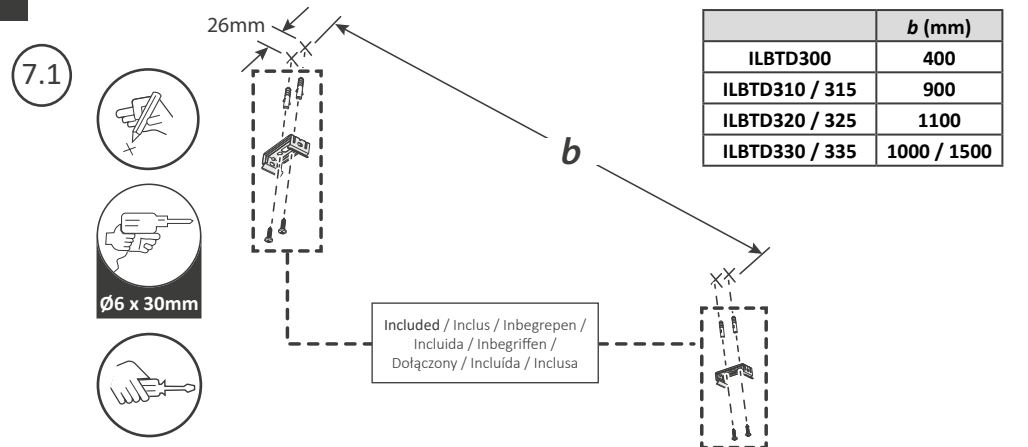 7.1
26mm
b
Ø6 x 30mm
Included / Inclus / Inbegrepen /
Incluida / Inbegriffen /
Dołączony / Incluída / Inclusa
b (mm)
ILBTD300 400
ILBTD310 / 315 900
ILBTD320 / 325 1100
ILBTD330 / 335 1000 / 1500